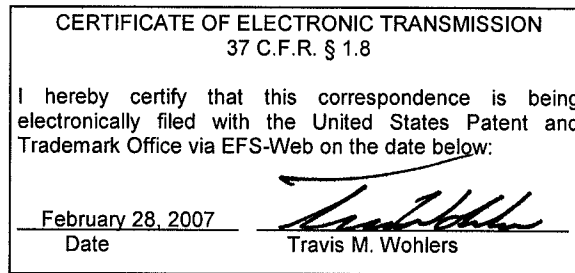 CERTIFICATE OF ELECTRONIC TRANSMISSION
37 C.F.R. § 1.8
I hereby certify that this correspondence is being
electronically filed with the United States Patent and
Trademark Office via EFS-Web on the date below:
February 28, 2007
Date Travis M. Wohlers